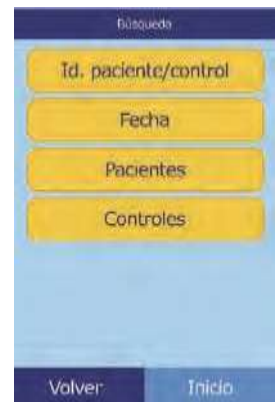 Búsqueda
Id. paciente/control
Fecha
Pacientes
Controles
Volver Inicio